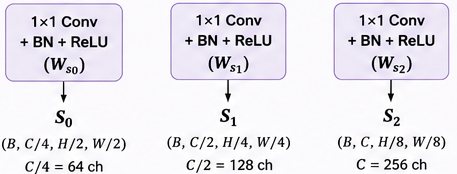 1×1 Conv
+ BN + ReLU
(W_{s0})
S_0
(B, C/4, H/2, W/2)
C/4 = 64 ch
1×1 Conv
+ BN + ReLU
(W_{s1})
S_1
(B, C/2, H/4, W/4)
C/2 = 128 ch
1×1 Conv
+ BN + ReLU
(W_{s2})
S_2
(B, C, H/8, W/8)
C = 256 ch